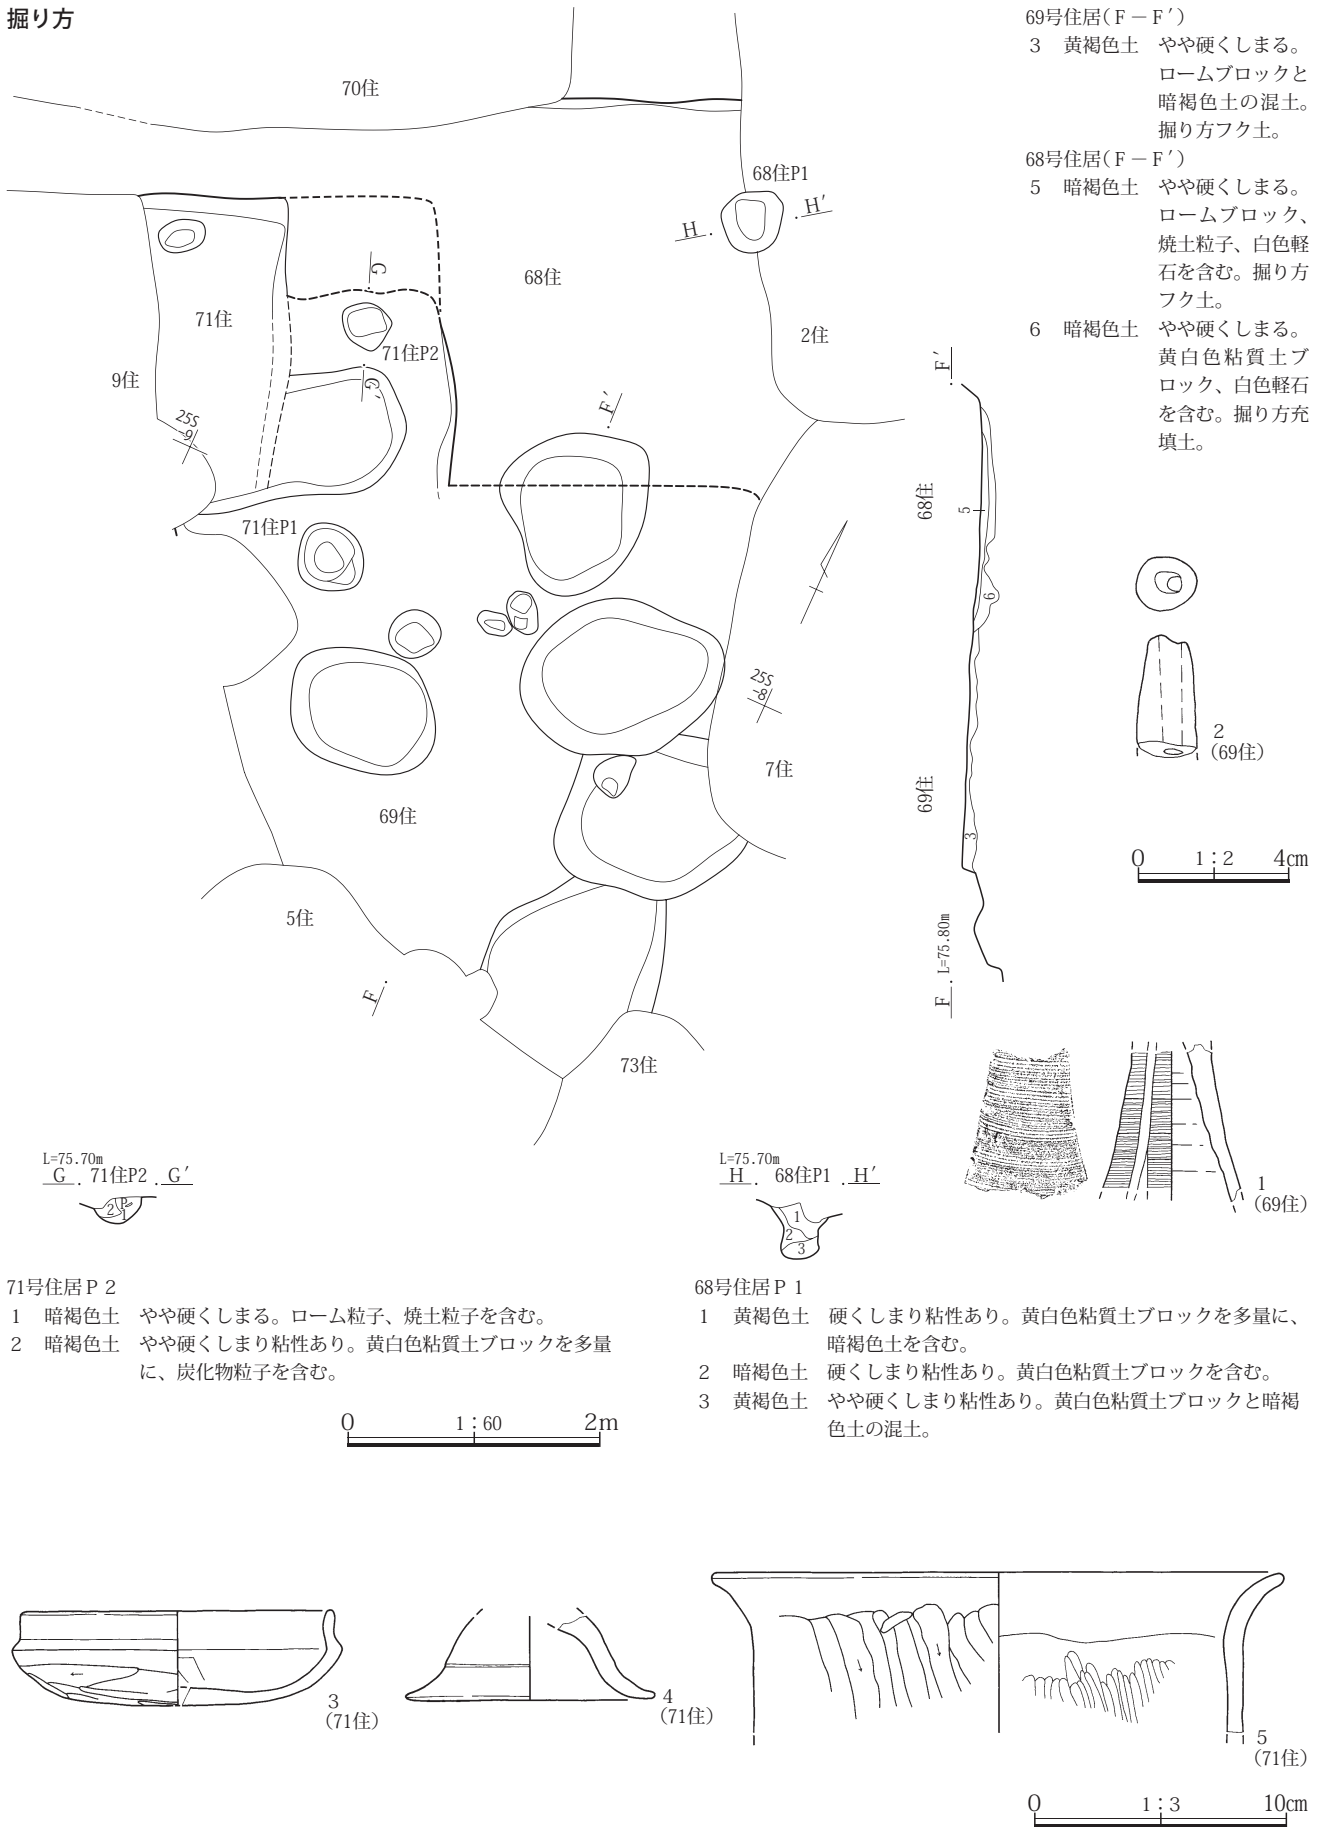 掘り方
70住
68住P1
H
H′
G
68住
71住
2住
71住P2
9住
G′
F′
F′
25S
-9
71住P1
68住
5
6
25S
-8
7住
69住
69住
3
5住
F
L=75.80m
F
73住
69号住居(F－F′)
3 黄褐色土 やや硬くしまる。
ロームブロックと
暗褐色土の混土。
掘り方フク土。
68号住居(F－F′)
5 暗褐色土 やや硬くしまる。
ロームブロック、
焼土粒子、白色軽
石を含む。掘り方
フク土。
6 暗褐色土 やや硬くしまる。
黄白色粘質土ブ
ロック、白色軽石
を含む。掘り方充
填土。
2
(69住)
0 1：2 4cm
1
(69住)
L=75.70m
G 71住P2 G′
2 P
1
L=75.70m
H 68住P1 H′
1
2
3
71号住居P2
1 暗褐色土 やや硬くしまる。ローム粒子、焼土粒子を含む。
2 暗褐色土 やや硬くしまり粘性あり。黄白色粘質土ブロックを多量
に、炭化物粒子を含む。
68号住居P1
1 黄褐色土 硬くしまり粘性あり。黄白色粘質土ブロックを多量に、
暗褐色土を含む。
2 暗褐色土 硬くしまり粘性あり。黄白色粘質土ブロックを含む。
3 黄褐色土 やや硬くしまり粘性あり。黄白色粘質土ブロックと暗褐
色土の混土。
0 1：60 2m
3
(71住)
4
(71住)
5
(71住)
0 1：3 10cm